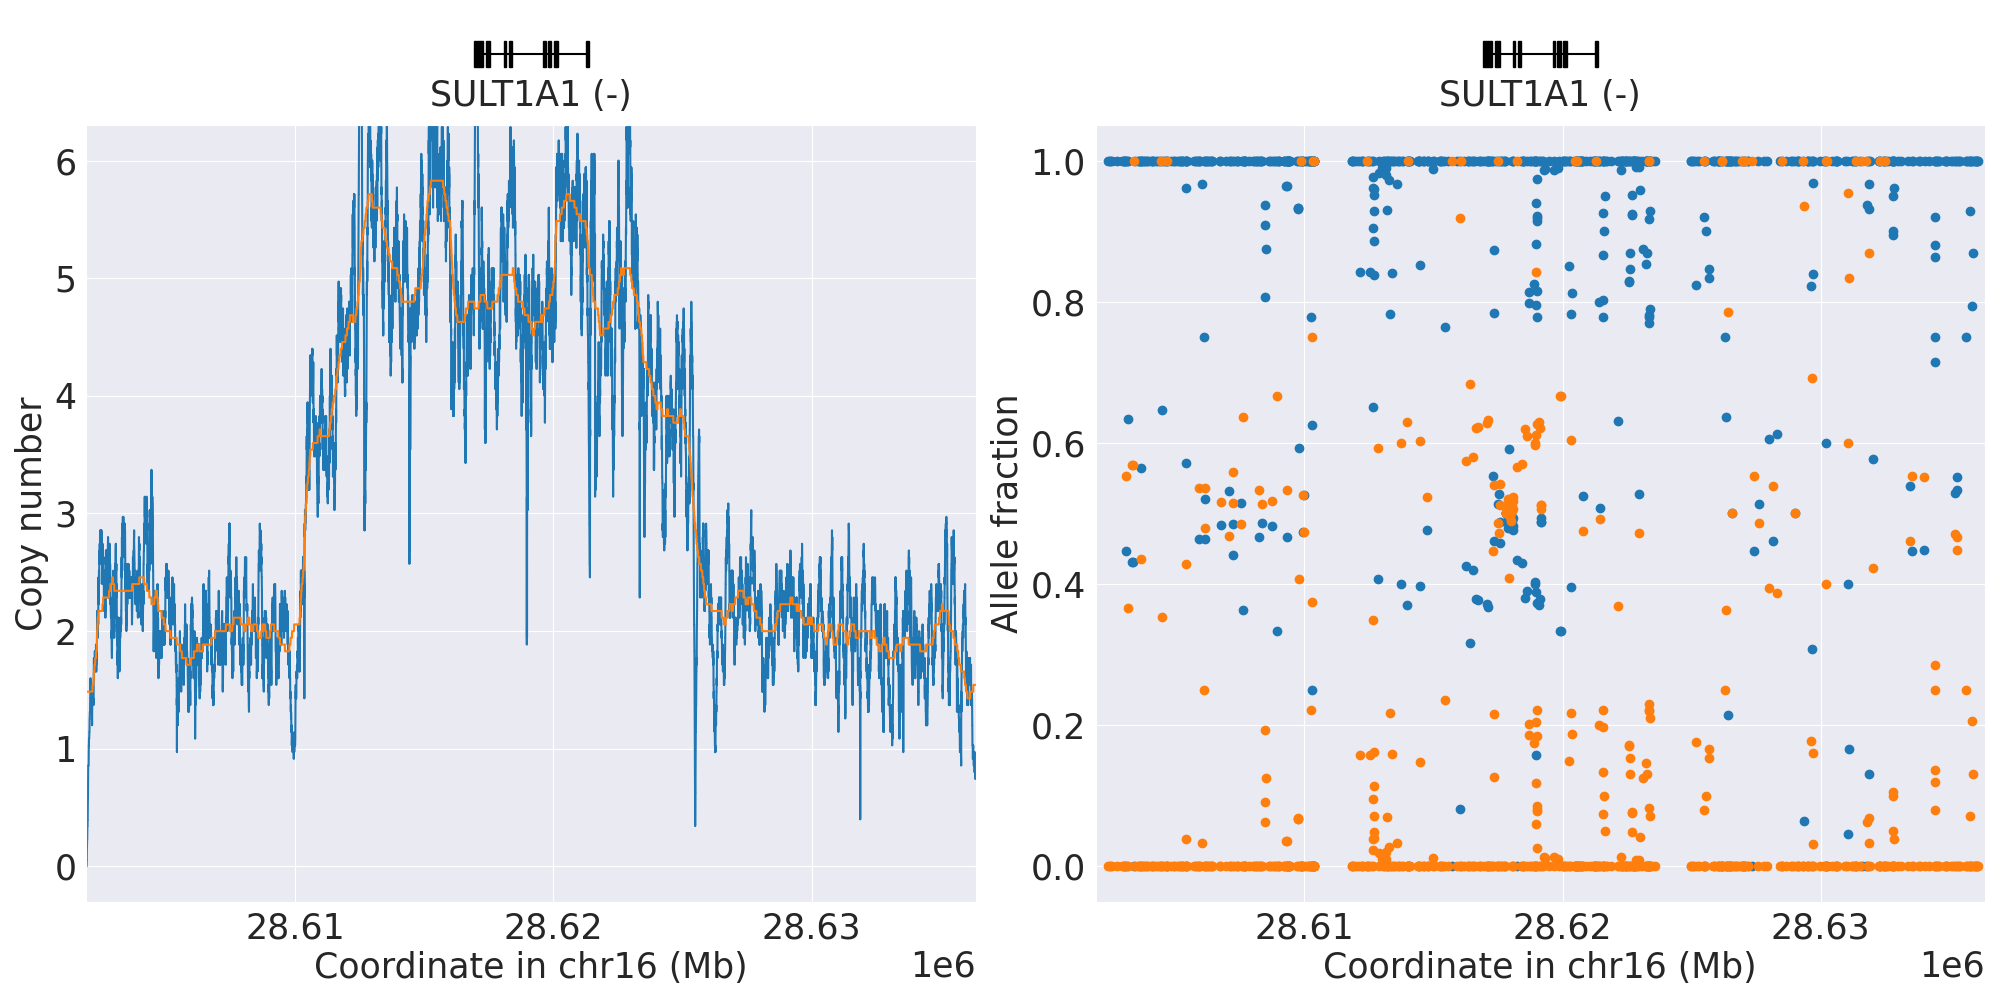 SULT1A1 (-)
6
5
4
3
2
1
0
Copy number
28.61 28.62 28.63
Coordinate in chr16 (Mb) 1e6
SULT1A1 (-)
1.0
0.8
0.6
0.4
0.2
0.0
Allele fraction
28.61 28.62 28.63
Coordinate in chr16 (Mb) 1e6